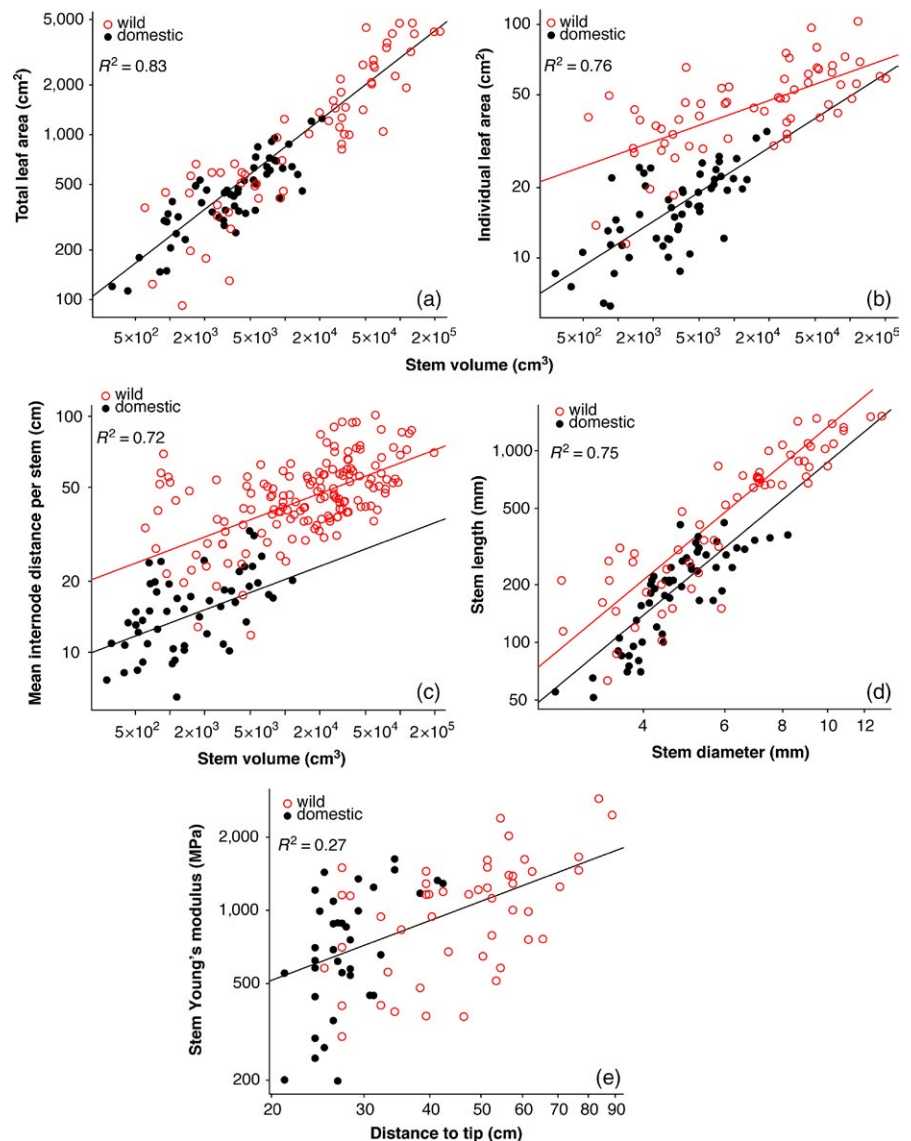 wild
domestic
R² = 0.83
5,000
2,000
1,000
500
200
100
Total leaf area (cm²)
5×10² 2×10³ 5×10³ 2×10⁴ 2×10⁵
(a)
wild
domestic
R² = 0.76
100
50
20
10
Individual leaf area (cm²)
5×10² 2×10³ 5×10³ 2×10⁴ 2×10⁵
(b)
Stem volume (cm³)
wild
domestic
R² = 0.72
100
50
20
10
Mean internode distance per stem (cm)
5×10² 2×10³ 5×10³ 2×10⁴ 2×10⁵
(c)
Stem volume (cm³)
wild
domestic
R² = 0.75
1,000
500
200
100
50
Stem length (mm)
4 6 8 10 12
(d)
Stem diameter (mm)
wild
domestic
R² = 0.27
2,000
1,000
500
200
Stem Young's modulus (MPa)
20 30 40 50 60 70 80 90
(e)
Distance to tip (cm)